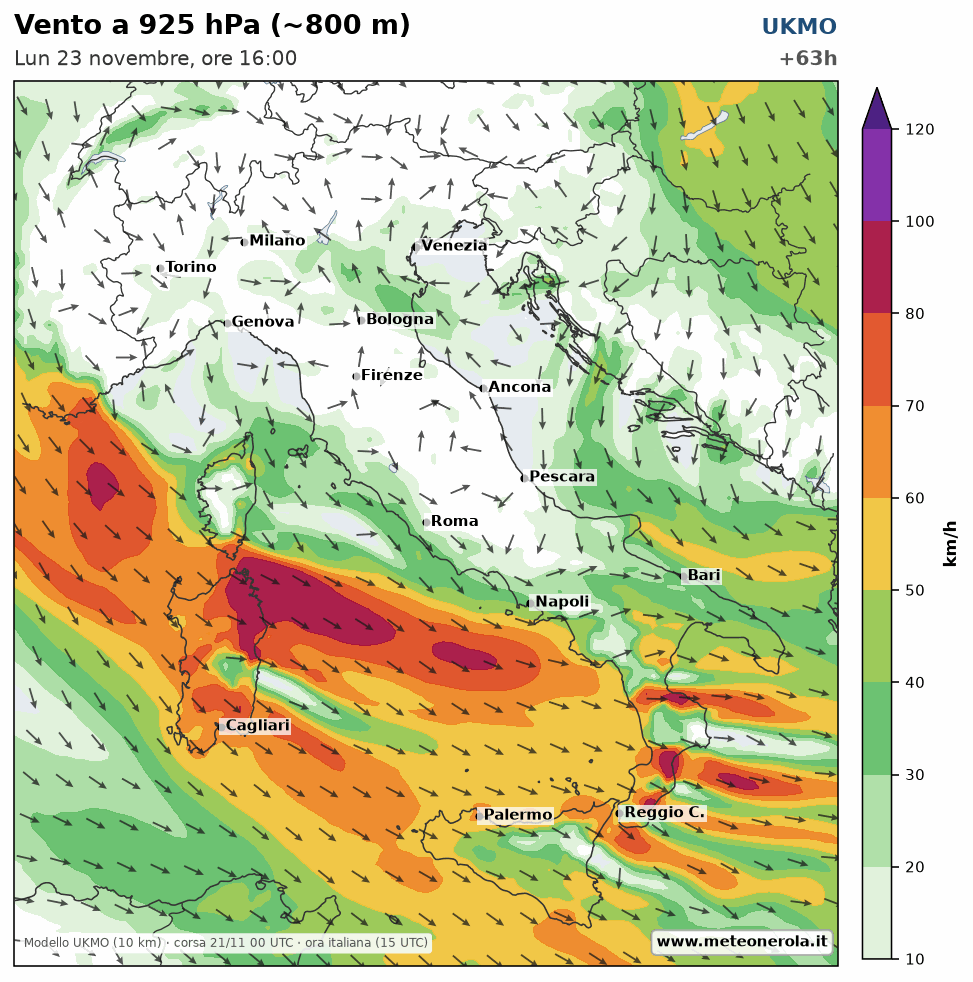 Vento a 925 hPa (~800 m)
UKMO
Lun 23 novembre, ore 16:00
+63h
120
100
80
70
60
50
40
30
20
10
km/h
Milano
Venezia
Torino
Genova
Bologna
Firenze
Ancona
Pescara
Roma
Bari
Napoli
Cagliari
Palermo
Reggio C.
Modello UKMO (10 km) · corsa 21/11 00 UTC · ora italiana (15 UTC)
www.meteonerola.it